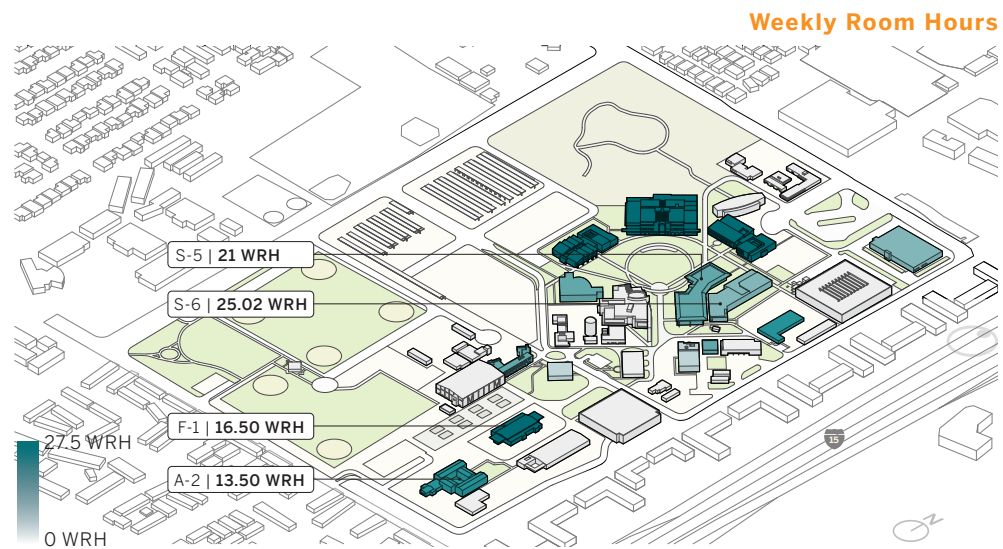 Weekly Room Hours
S-5 | 21 WRH
S-6 | 25.02 WRH
F-1 | 16.50 WRH
27.5 WRH
15
A-2 | 13.50 WRH
N
0 WRH